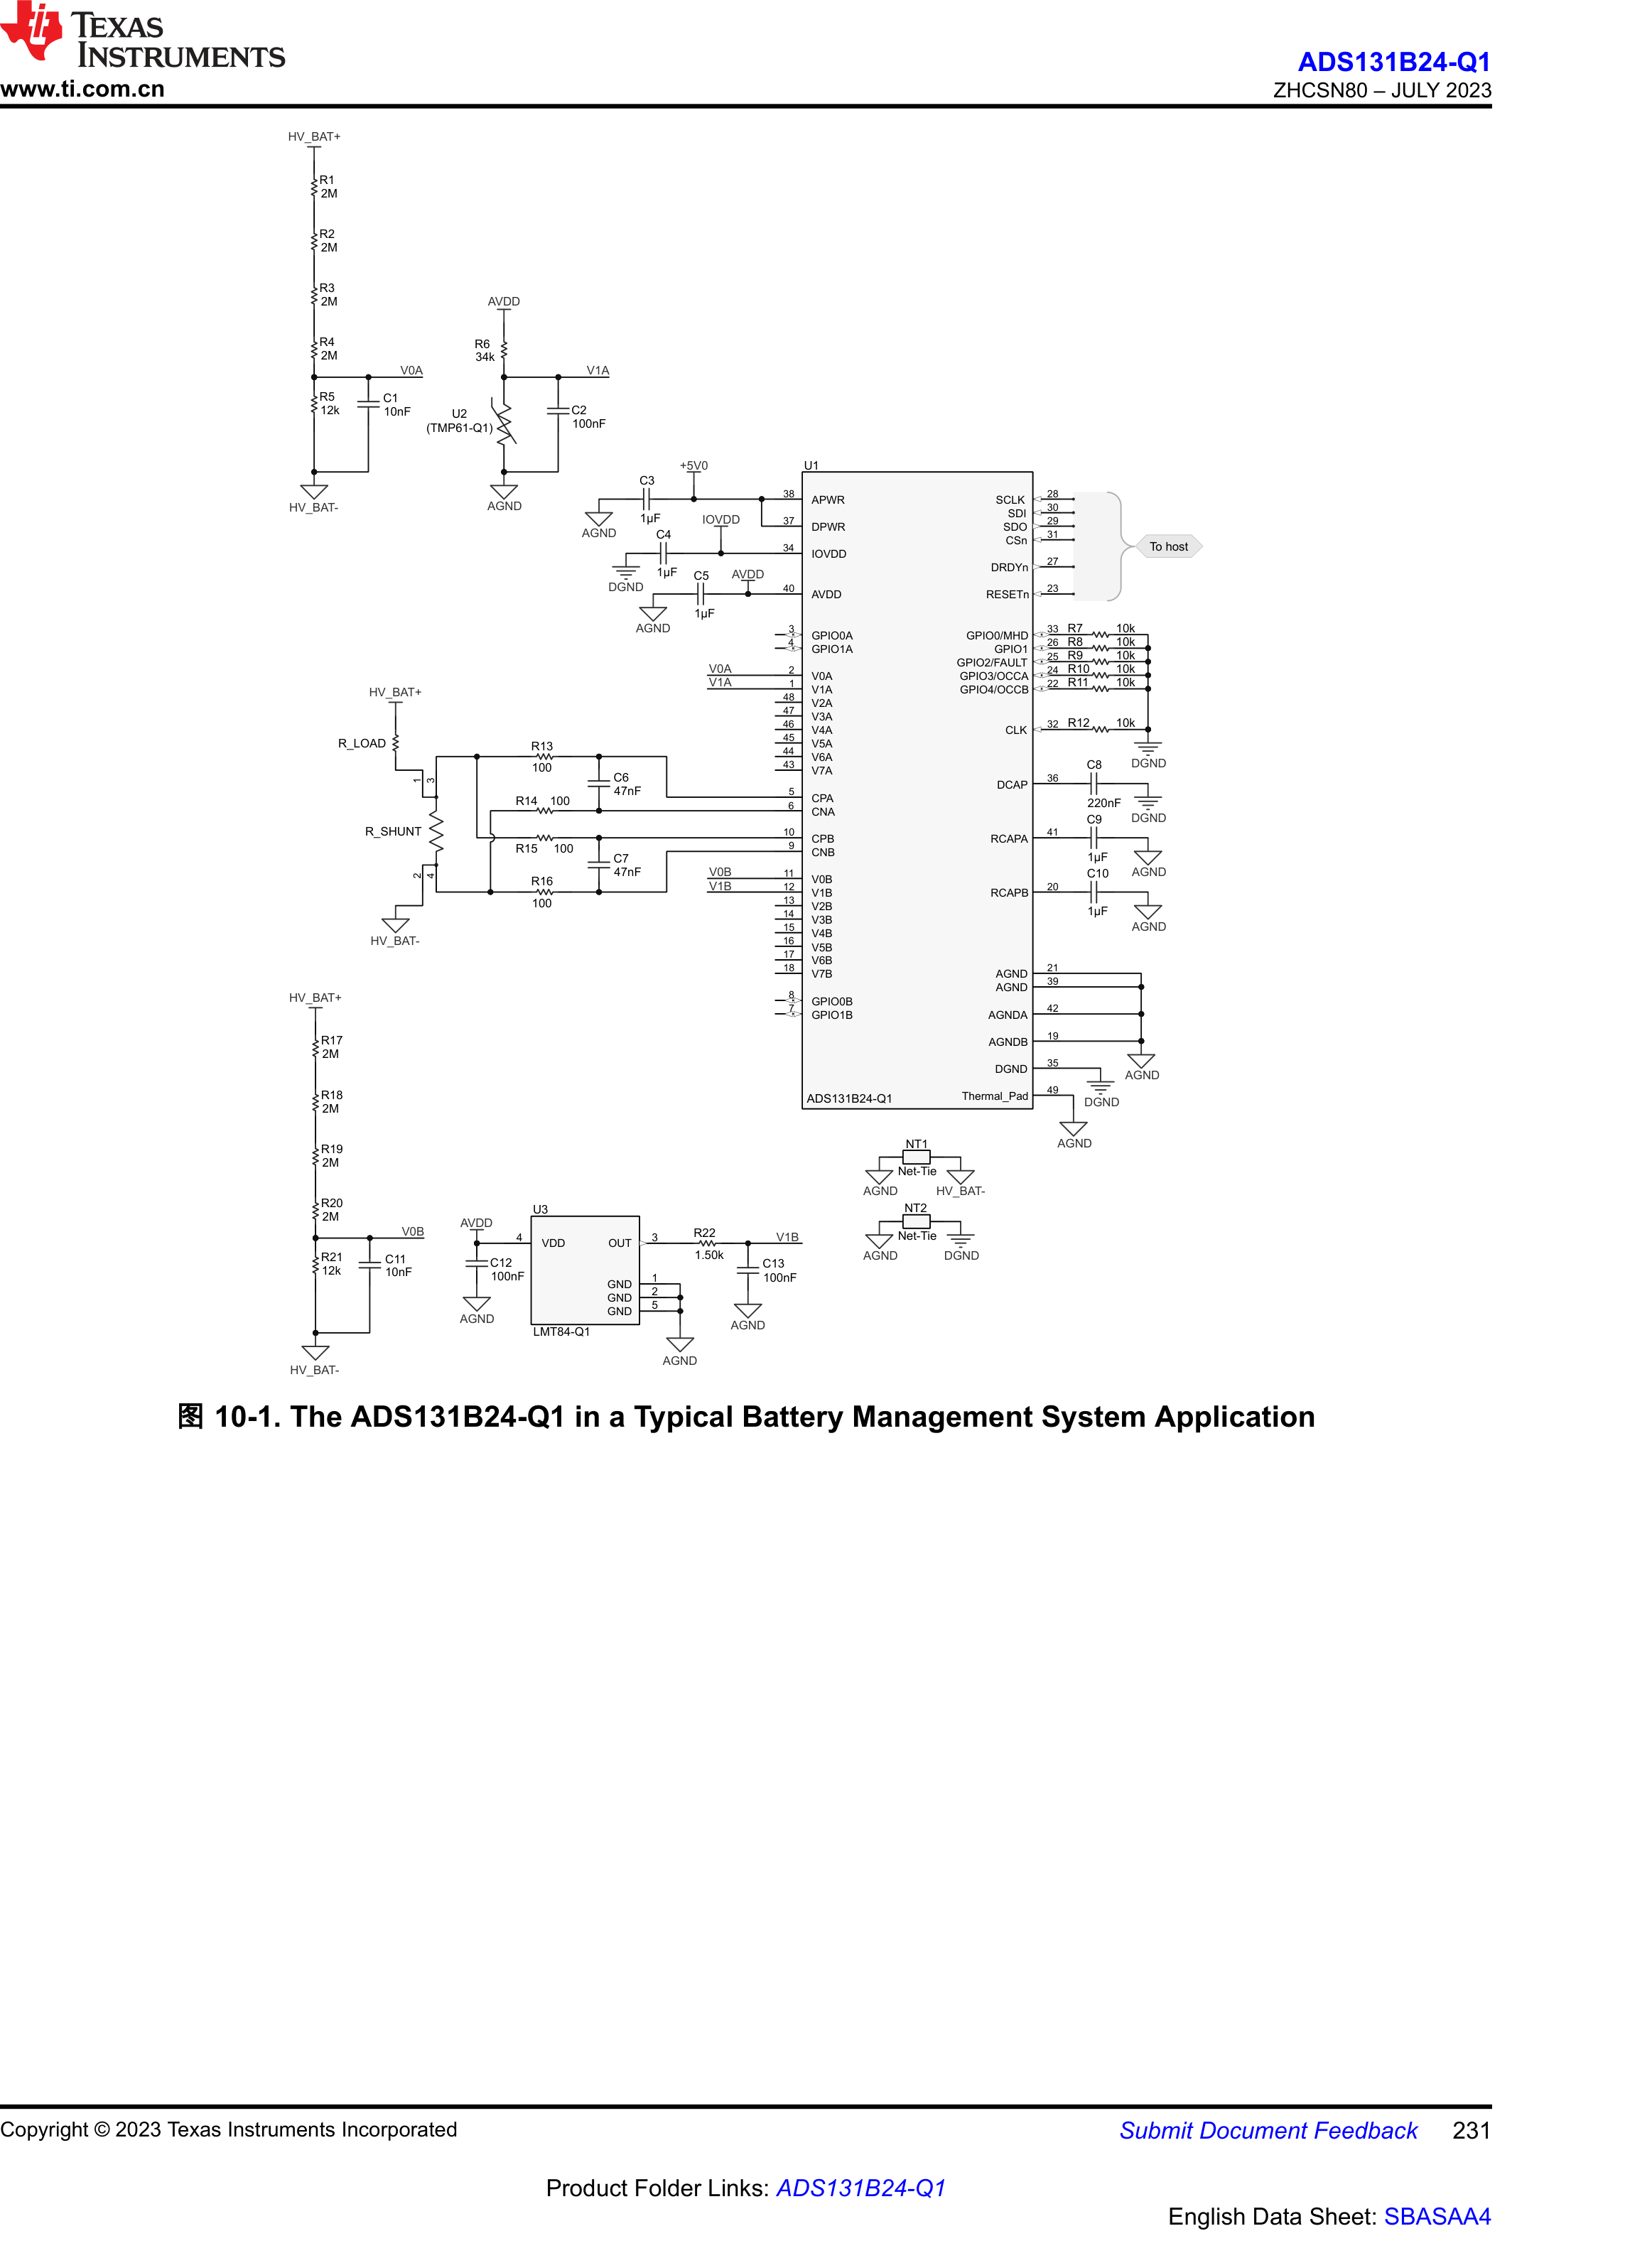 TEXAS
INSTRUMENTS
www.ti.com.cn
ADS131B24-Q1
ZHCSN80 – JULY 2023
HV_BAT+
R1
2M
R2
2M
R3
2M
R4
2M
V0A
R5
12k
C1
10nF
HV_BAT-
AVDD
R6
34k
V1A
U2
(TMP61-Q1)
C2
100nF
AGND
+5V0
C3
1µF
AGND
IOVDD
C4
1µF
DGND
C5
AVDD
1µF
AGND
U1
38 APWR
37 DPWR
34 IOVDD
40 AVDD
3 GPIO0A
4 GPIO1A
V0A 2 V0A
V1A 1 V1A
48 V2A
47 V3A
46 V4A
45 V5A
44 V6A
43 V7A
5 CPA
6 CNA
10 CPB
9 CNB
V0B 11 V0B
V1B 12 V1B
13 V2B
14 V3B
15 V4B
16 V5B
17 V6B
18 V7B
8 GPIO0B
7 GPIO1B
ADS131B24-Q1
SCLK 28
SDI 30
SDO 29
CSn 31
DRDYn 27
RESETn 23
To host
GPIO0/MHD 33 R7 10k
GPIO1 26 R8 10k
GPIO2/FAULT 25 R9 10k
GPIO3/OCCA 24 R10 10k
GPIO4/OCCB 22 R11 10k
CLK 32 R12 10k
DGND
DCAP 36
C8
220nF
DGND
RCAPA 41
C9
1µF
AGND
RCAPB 20
C10
1µF
AGND
AGND 21
AGND 39
AGNDA 42
AGNDB 19
AGND
DGND 35
DGND
Thermal_Pad 49
AGND
HV_BAT+
R_LOAD
1 3
R_SHUNT
2 4
HV_BAT-
R13
100
C6
47nF
R14 100
R15 100
C7
47nF
R16
100
HV_BAT+
R17
2M
R18
2M
R19
2M
R20
2M
V0B
R21
12k
C11
10nF
HV_BAT-
AVDD
C12
100nF
AGND
U3
4 VDD
OUT 3
GND 1
GND 2
GND 5
LMT84-Q1
AGND
R22
1.50k
V1B
C13
100nF
AGND
NT1
Net-Tie
AGND HV_BAT-
NT2
Net-Tie
AGND DGND
图 10-1. The ADS131B24-Q1 in a Typical Battery Management System Application
Copyright © 2023 Texas Instruments Incorporated
Submit Document Feedback 231
Product Folder Links: ADS131B24-Q1
English Data Sheet: SBASAA4